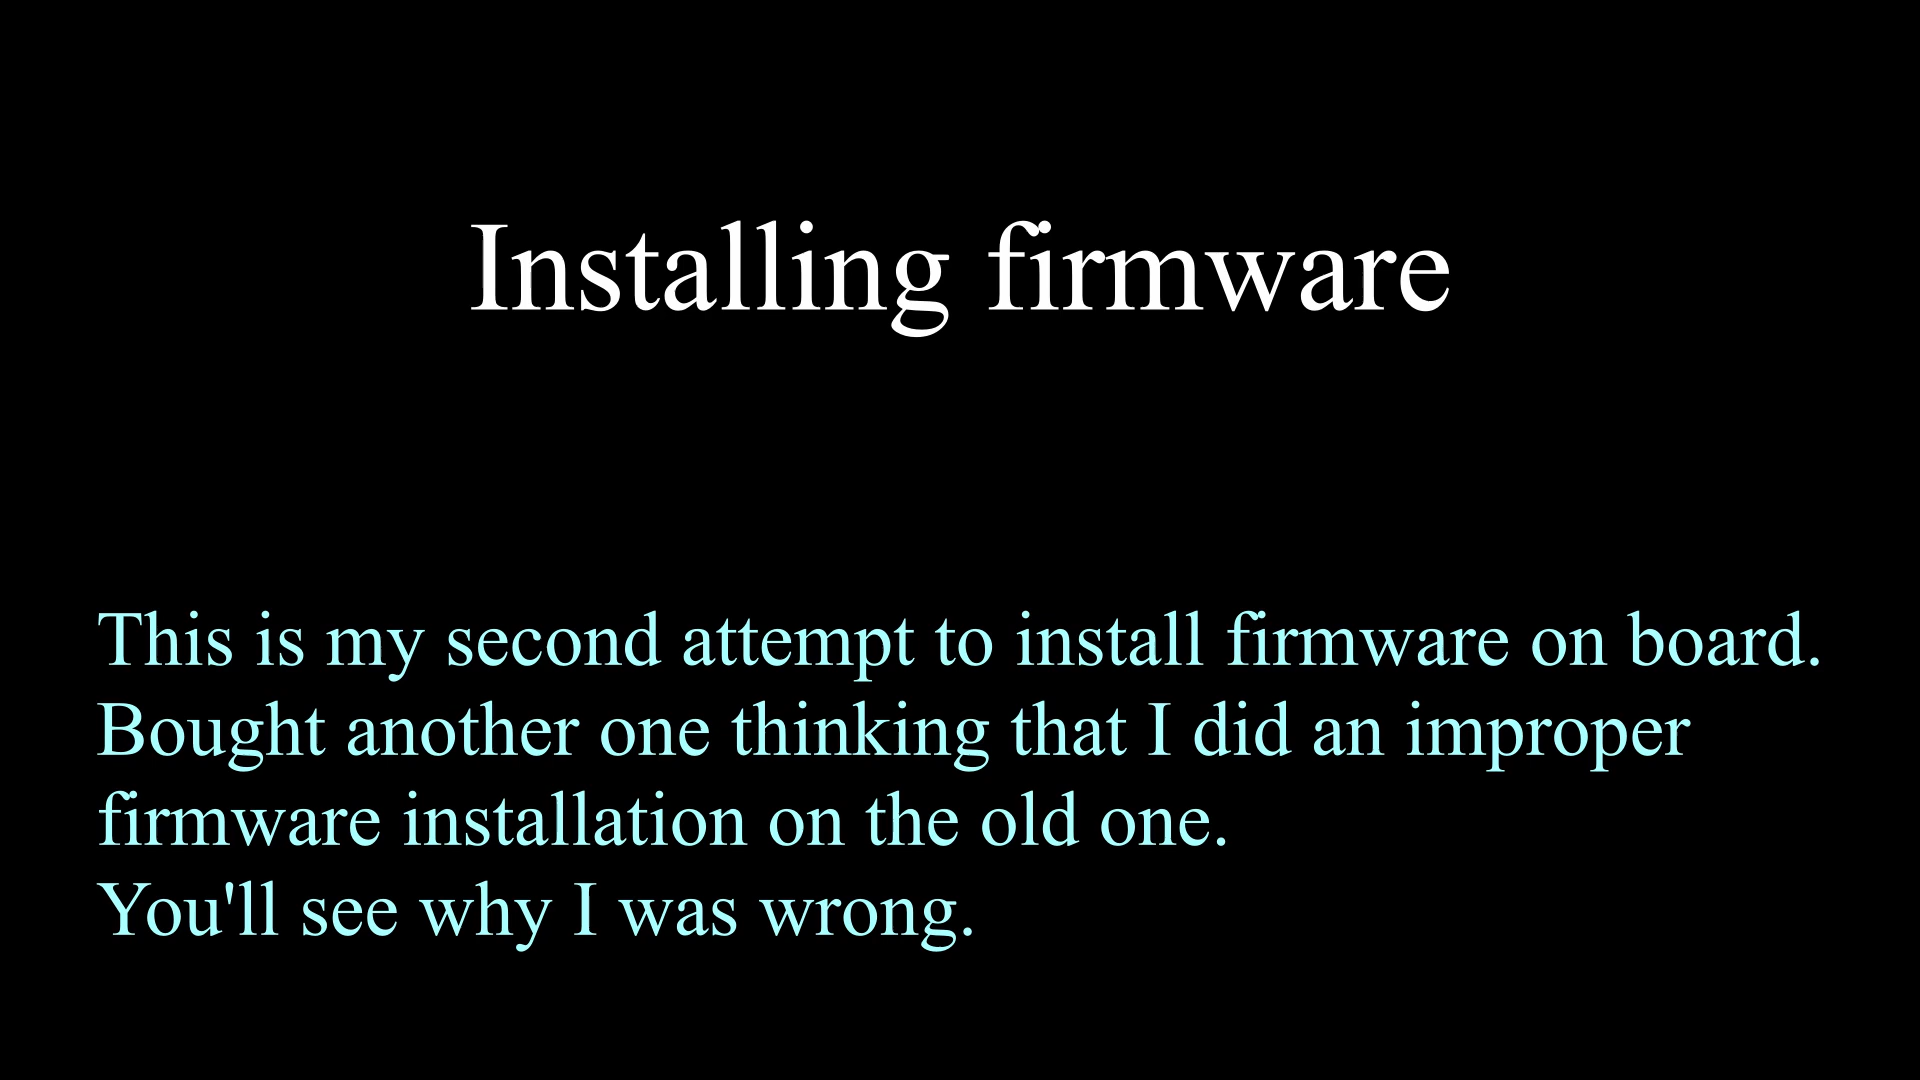 Installing firmware
This is my second attempt to install firmware on board.
Bought another one thinking that I did an improper
firmware installation on the old one.
You'll see why I was wrong.